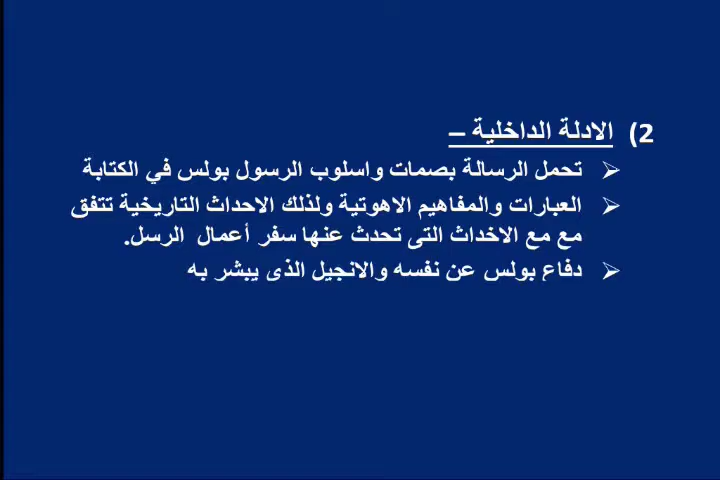 2) الادلة الداخلية –
⮚ تحمل الرسالة بصمات واسلوب الرسول بولس في الكتابة
⮚ العبارات والمفاهيم الاهوتية ولذلك الاحداث التاريخية تتفق
مع مع الاخداث التى تحدث عنها سفر أعمال الرسل.
⮚ دفاع بولس عن نفسه والانجيل الذى يبشر به